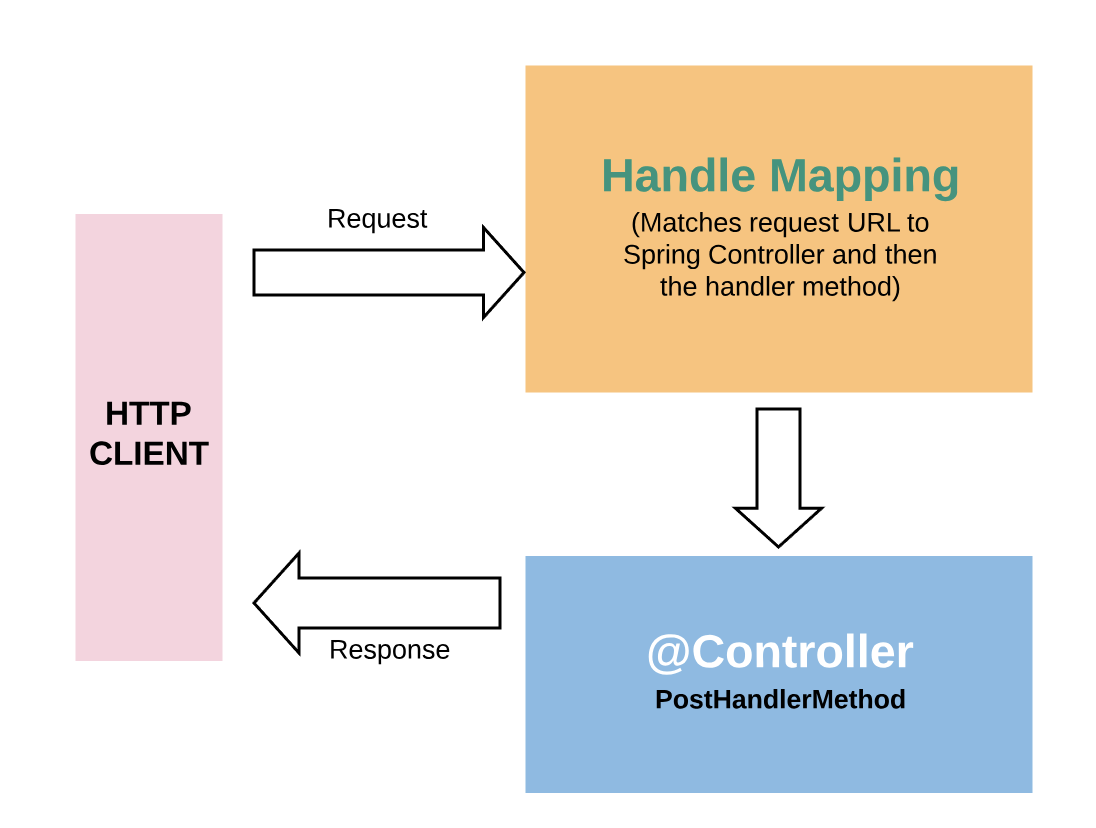 Request
Handle Mapping
(Matches request URL to
Spring Controller and then
the handler method)
HTTP
CLIENT
Response
@Controller
PostHandlerMethod